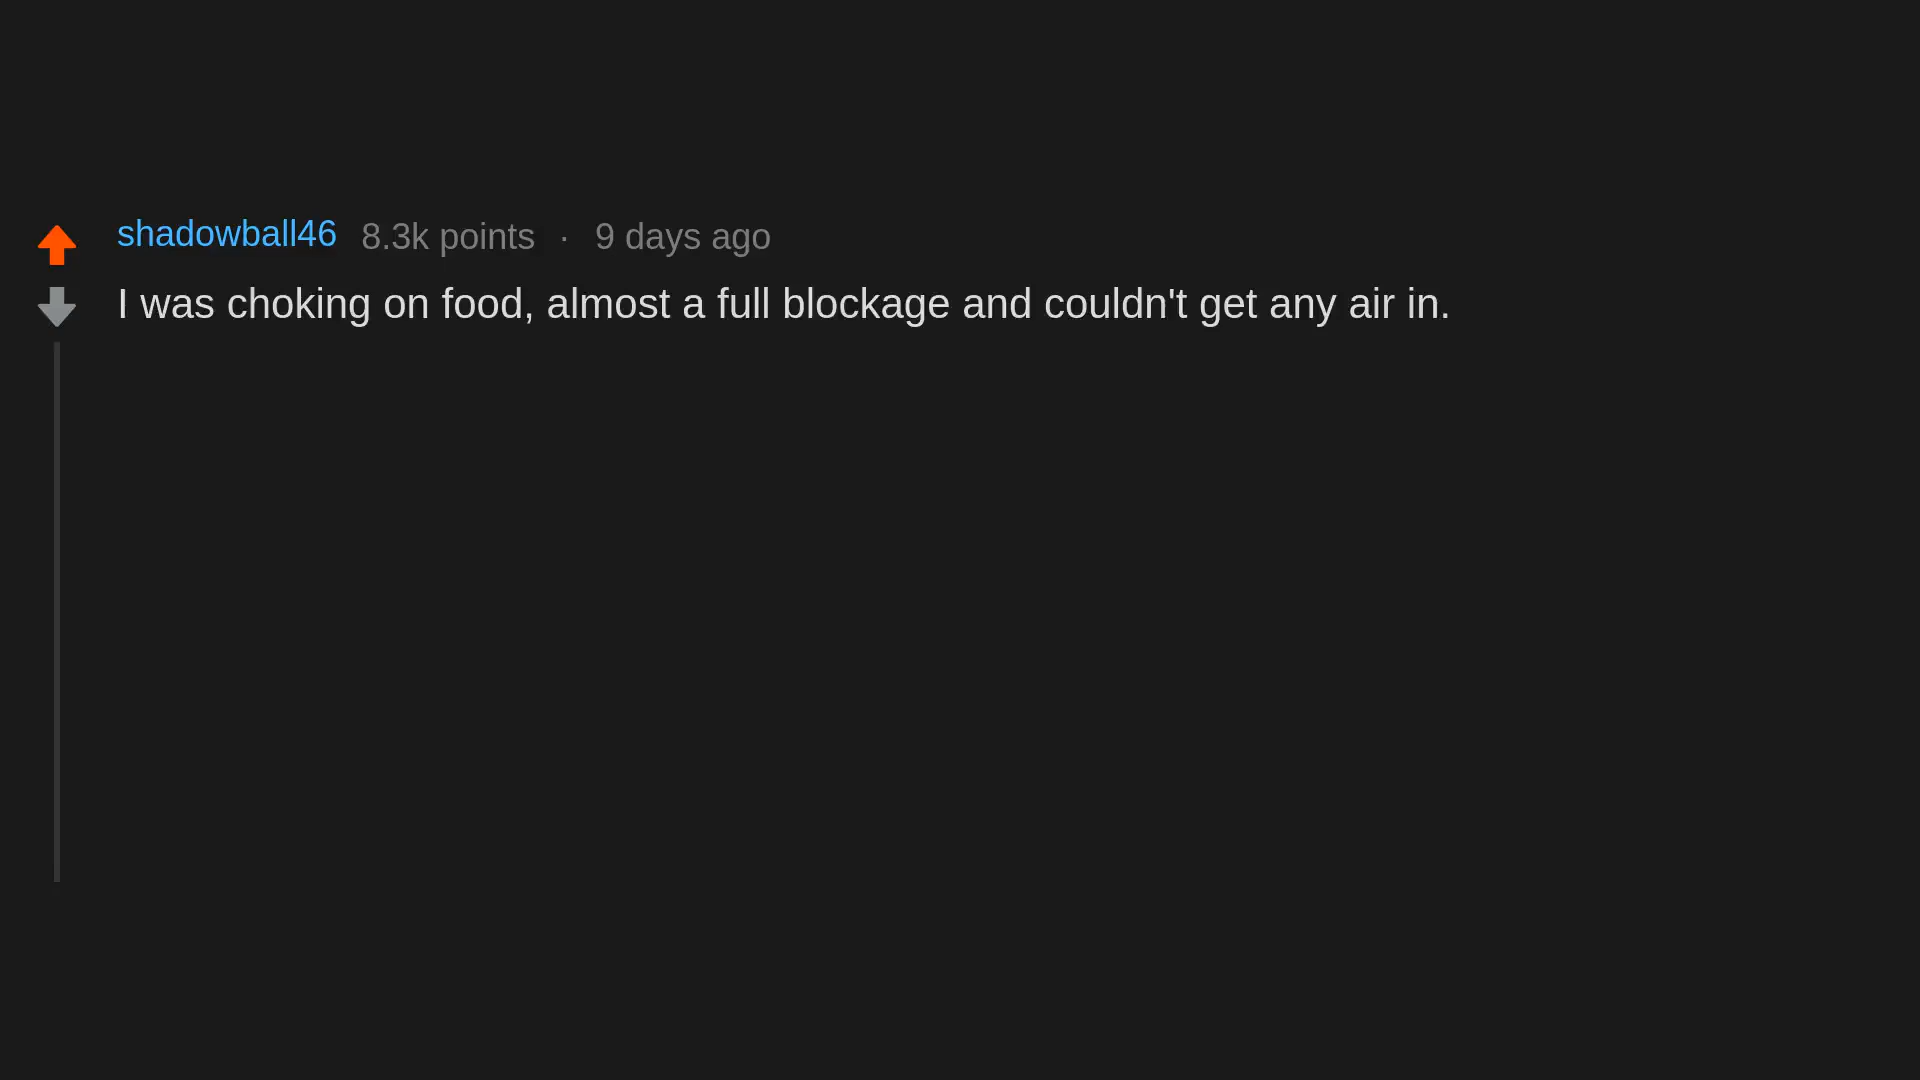 shadowball46 8.3k points · 9 days ago
I was choking on food, almost a full blockage and couldn't get any air in.